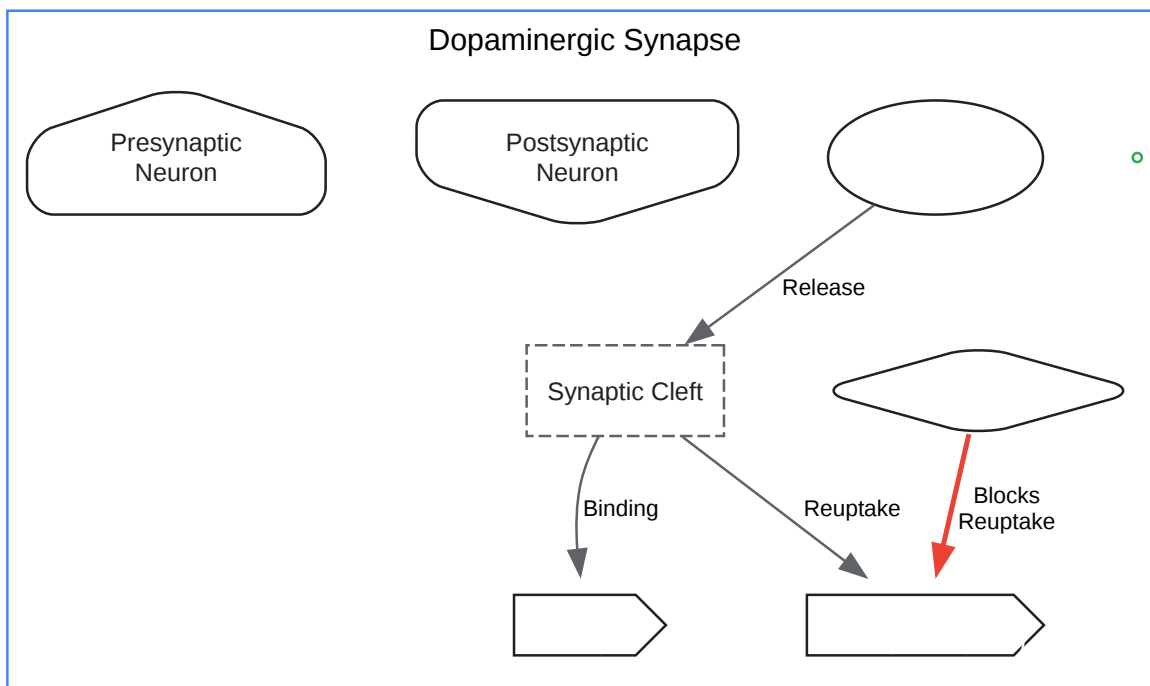 Dopaminergic Synapse
Presynaptic
Neuron
Postsynaptic
Neuron
Release
Synaptic Cleft
Binding
Reuptake
Blocks
Reuptake